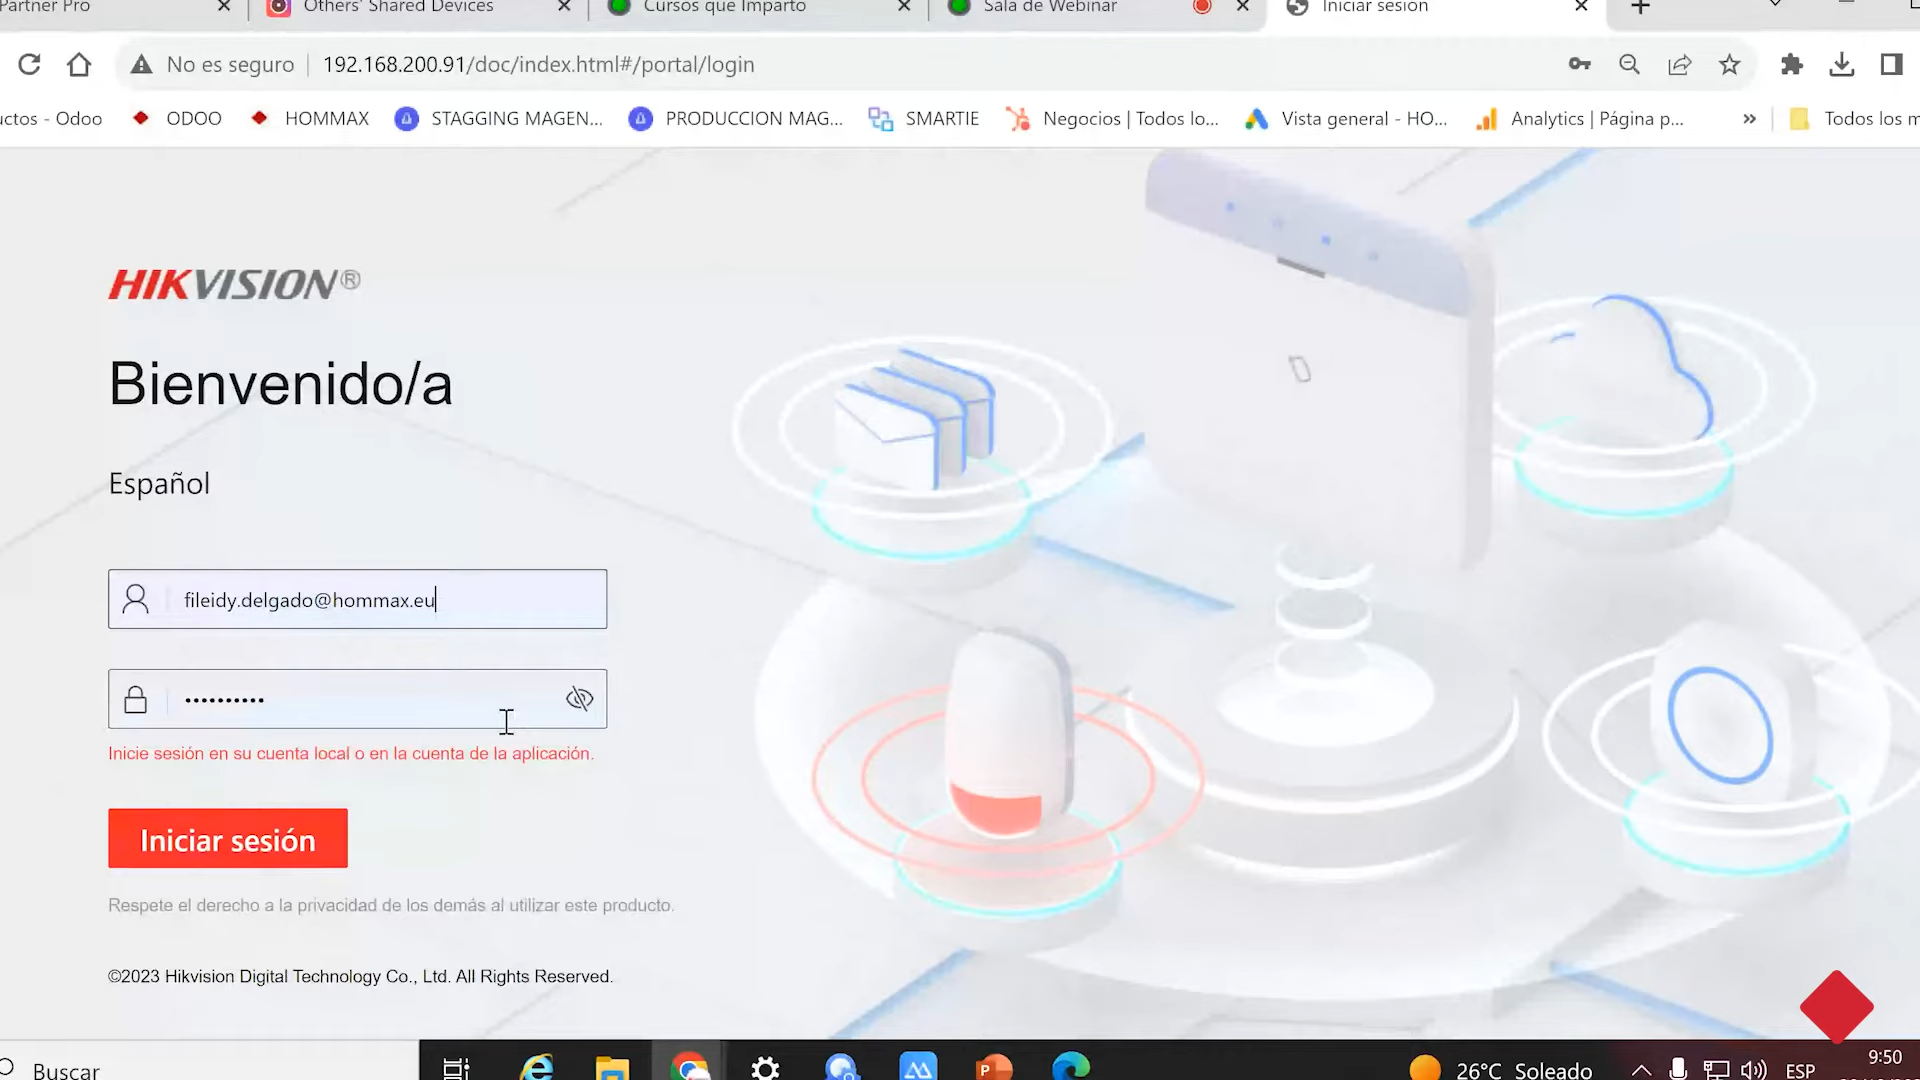 Partner Pro
Others' Shared Devices
Cursos que Imparto
Sala de Webinar
Iniciar sesión
No es seguro
192.168.200.91/doc/index.html#/portal/login
uctos - Odoo
ODOO
HOMMAX
STAGGING MAGEN...
PRODUCCION MAG...
SMARTIE
Negocios | Todos lo...
Vista general - HO...
Analytics | Página p...
»
Todos los m
HIKVISION®
Bienvenido/a
Español
fileidy.delgado@hommax.eu
••••••••••
Inicie sesión en su cuenta local o en la cuenta de la aplicación.
Iniciar sesión
Respete el derecho a la privacidad de los demás al utilizar este producto.
©2023 Hikvision Digital Technology Co., Ltd. All Rights Reserved.
Buscar
26°C Soleado
ESP
9:50